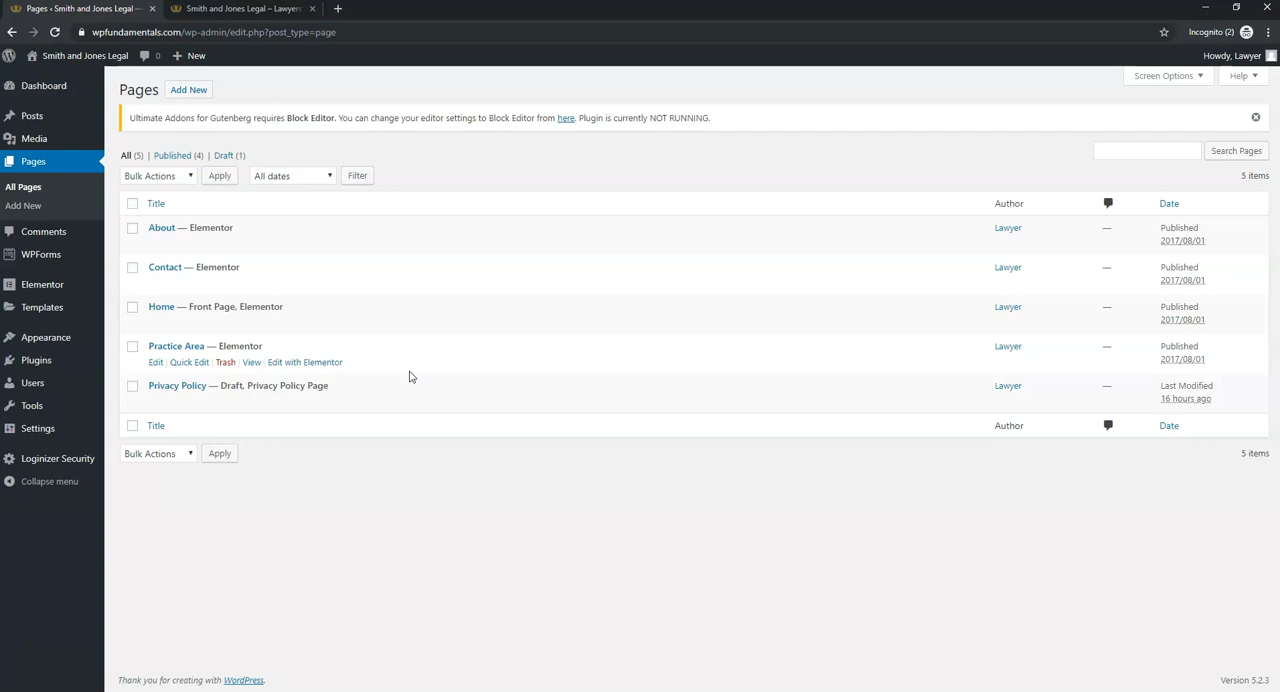 Pages ‹ Smith and Jones Legal —
Smith and Jones Legal – Lawyers
wpfundamentals.com/wp-admin/edit.php?post_type=page
Incognito (2)
Smith and Jones Legal 0 New
Howdy, Lawyer
Dashboard
Posts
Media
Pages
All Pages
Add New
Comments
WPForms
Elementor
Templates
Appearance
Plugins
Users
Tools
Settings
Loginizer Security
Collapse menu
Screen Options Help
Pages Add New
Ultimate Addons for Gutenberg requires Block Editor. You can change your editor settings to Block Editor from here. Plugin is currently NOT RUNNING.
All (5) | Published (4) | Draft (1)
Search Pages
Bulk Actions Apply All dates Filter
5 items
Title Author Date
About — Elementor Lawyer — Published
2017/08/01
Contact — Elementor Lawyer — Published
2017/08/01
Home — Front Page, Elementor Lawyer — Published
2017/08/01
Practice Area — Elementor Lawyer — Published
Edit | Quick Edit | Trash | View | Edit with Elementor 2017/08/01
Privacy Policy — Draft, Privacy Policy Page Lawyer — Last Modified
16 hours ago
Title Author Date
Bulk Actions Apply
5 items
Thank you for creating with WordPress.
Version 5.2.3